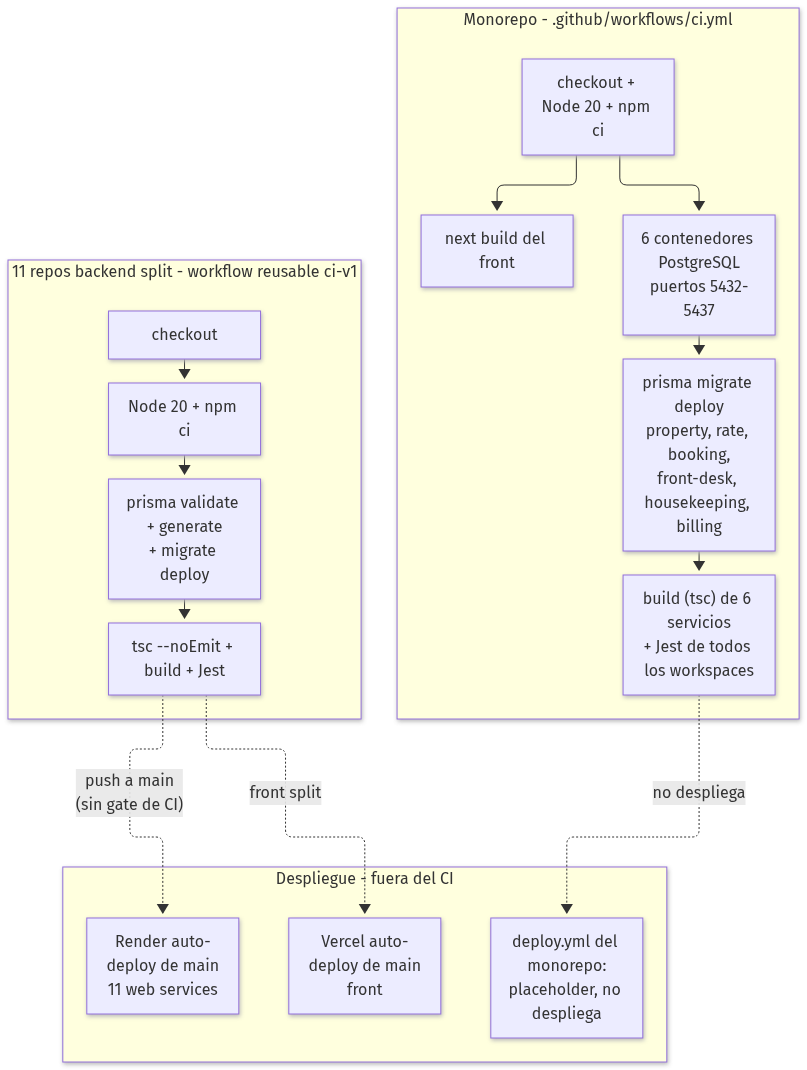 Monorepo - .github/workflows/ci.yml
checkout +
Node 20 + npm
ci
next build del
front
6 contenedores
PostgreSQL
puertos 5432-
5437
prisma migrate
deploy
property, rate,
booking,
front-desk,
housekeeping,
billing
build (tsc) de 6
servicios
+ Jest de todos
los workspaces
11 repos backend split - workflow reusable ci-v1
checkout
Node 20 + npm
ci
prisma validate
+ generate
+ migrate
deploy
tsc --noEmit +
build + Jest
push a main
(sin gate de CI)
front split
no despliega
Despliegue - fuera del CI
Render auto-
deploy de main
11 web services
Vercel auto-
deploy de main
front
deploy.yml del
monorepo:
placeholder, no
despliega